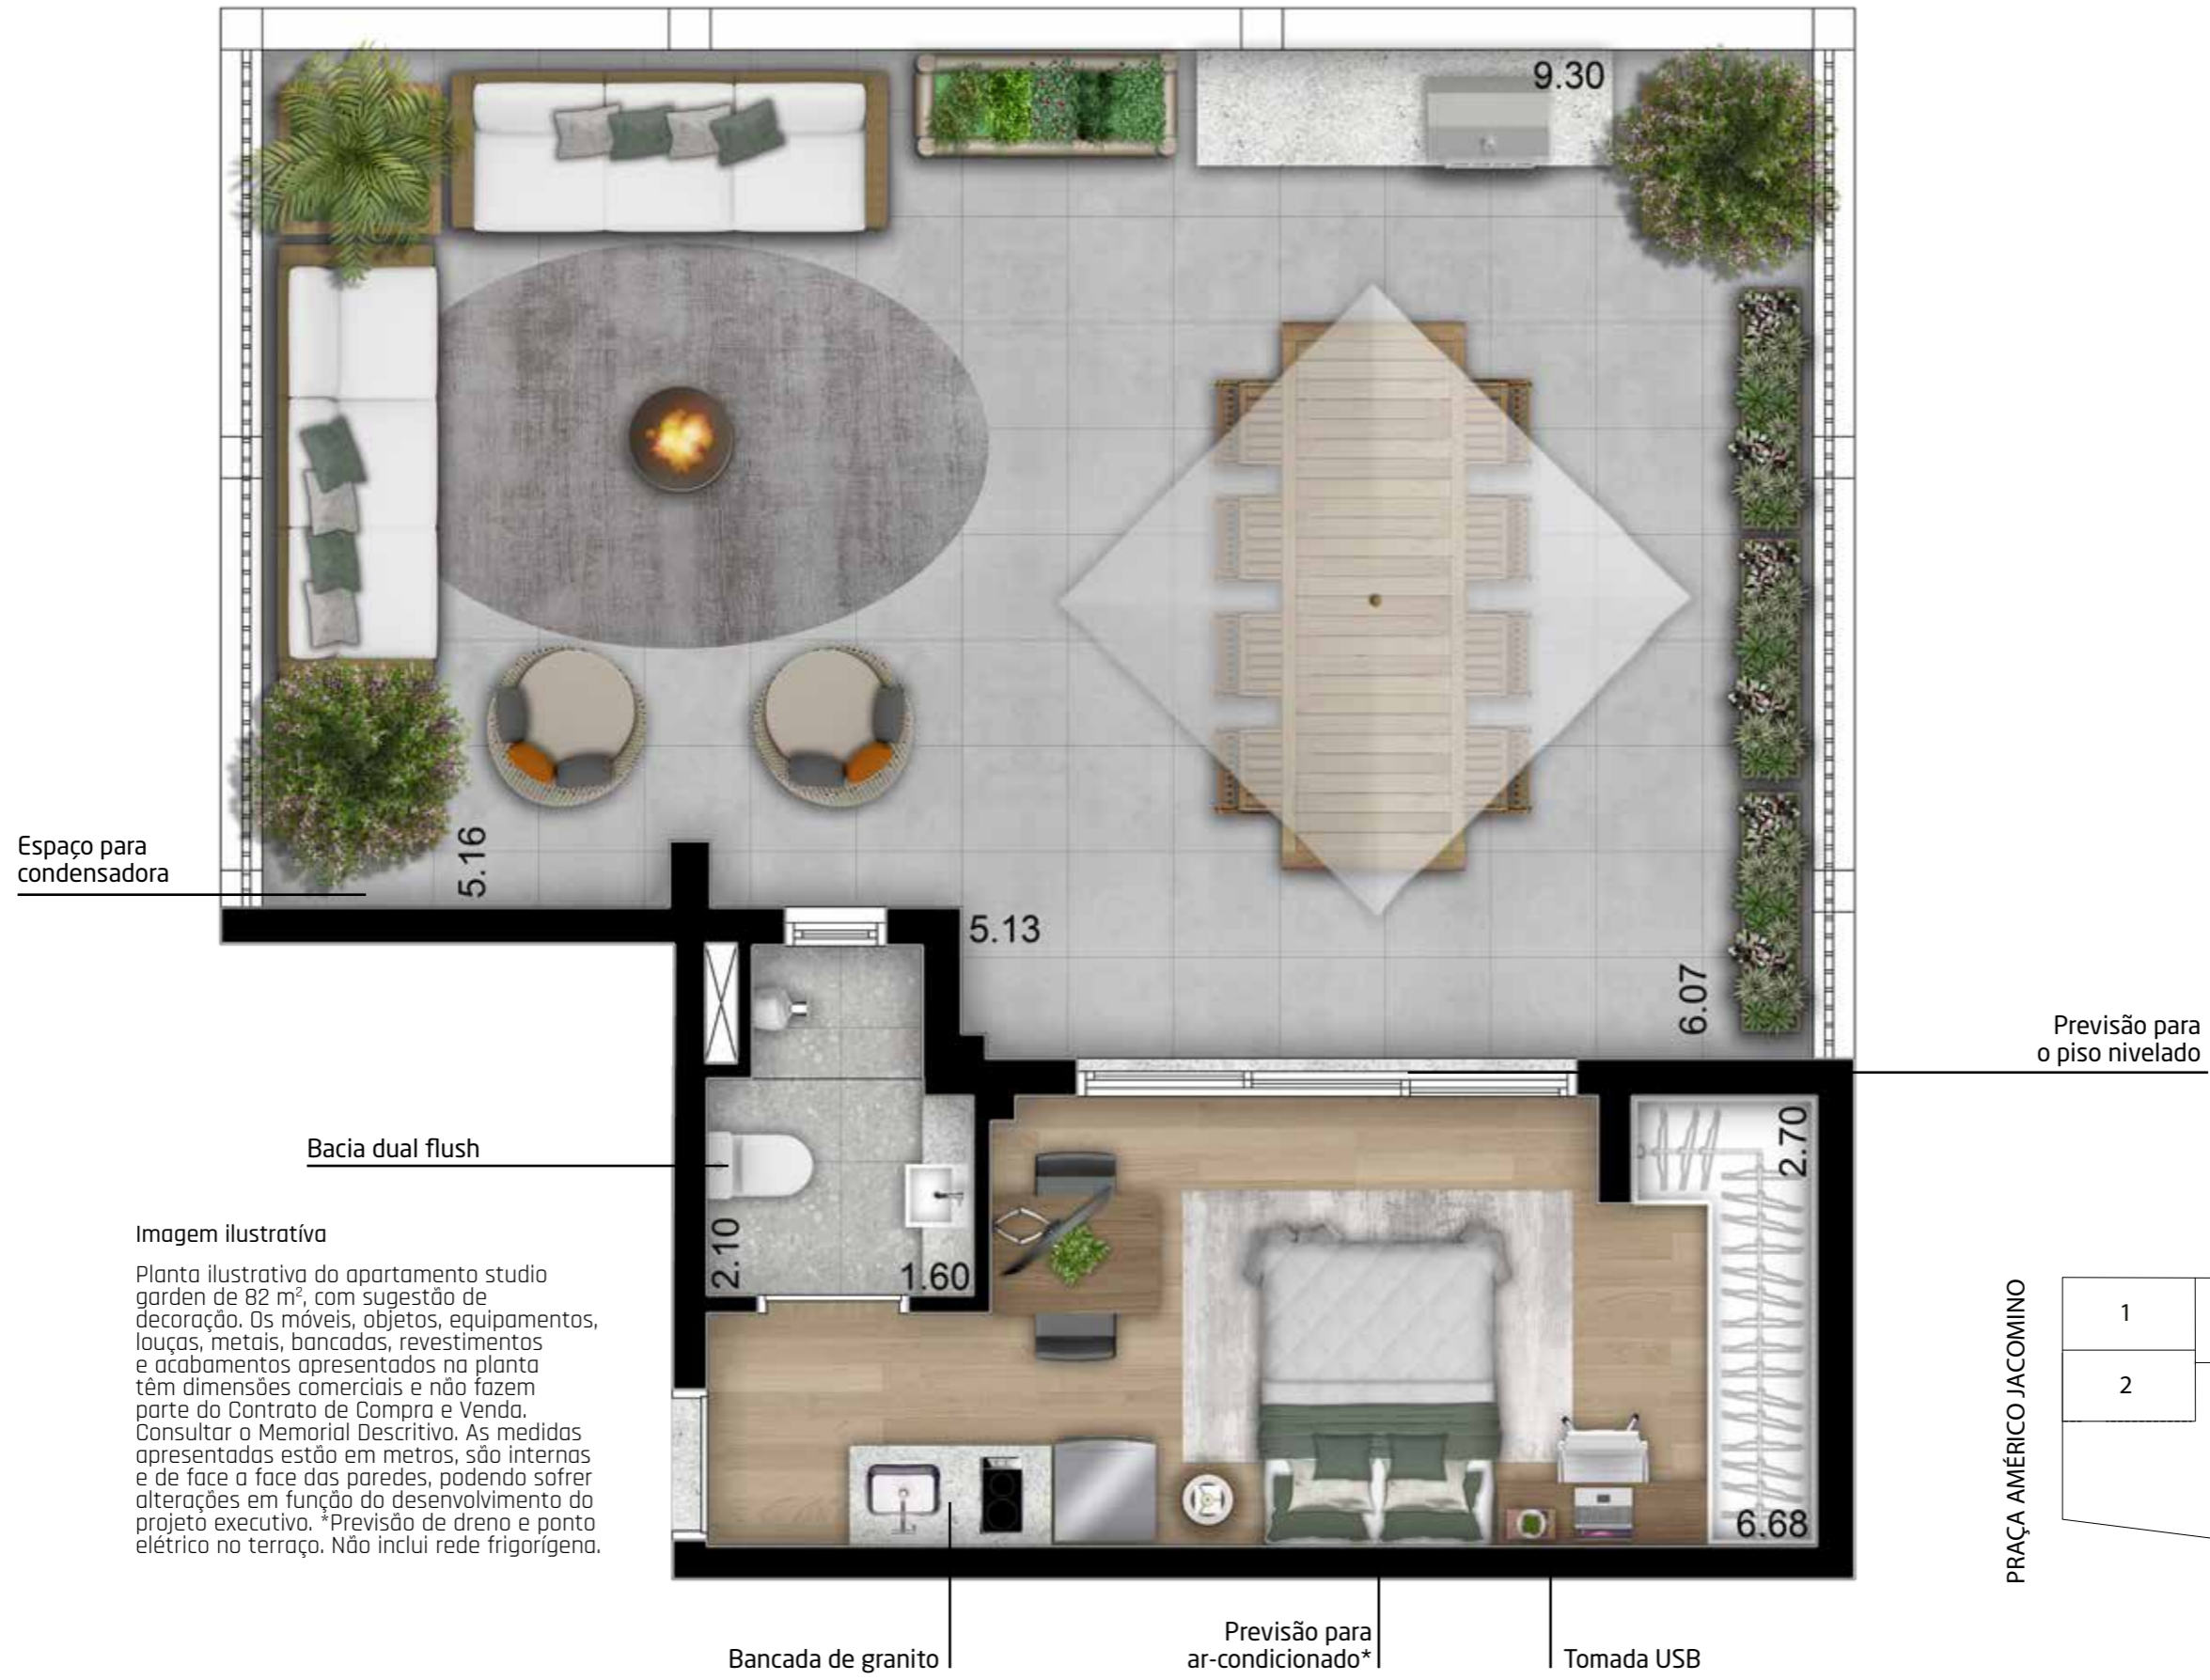 9.30
Espaço para
condensadora
5.16
5.13
6.07
Previsão para
o piso nivelado
Bacia dual flush
2.70
2.10
1.60
Imagem ilustratíva
Planta ilustrativa do apartamento studio
garden de 82 m², com sugestão de
decoração. Os móveis, objetos, equipamentos,
louças, metais, bancadas, revestimentos
e acabamentos apresentados na planta
têm dimensões comerciais e não fazem
parte do Contrato de Compra e Venda.
Consultar o Memorial Descritivo. As medidas
apresentadas estão em metros, são internas
e de face a face das paredes, podendo sofrer
alterações em função do desenvolvimento do
projeto executivo. *Previsão de dreno e ponto
elétrico no terraço. Não inclui rede frigorígena.
6.68
PRAÇA AMÉRICO JACOMINO
1
2
Bancada de granito
Previsão para
ar-condicionado*
Tomada USB